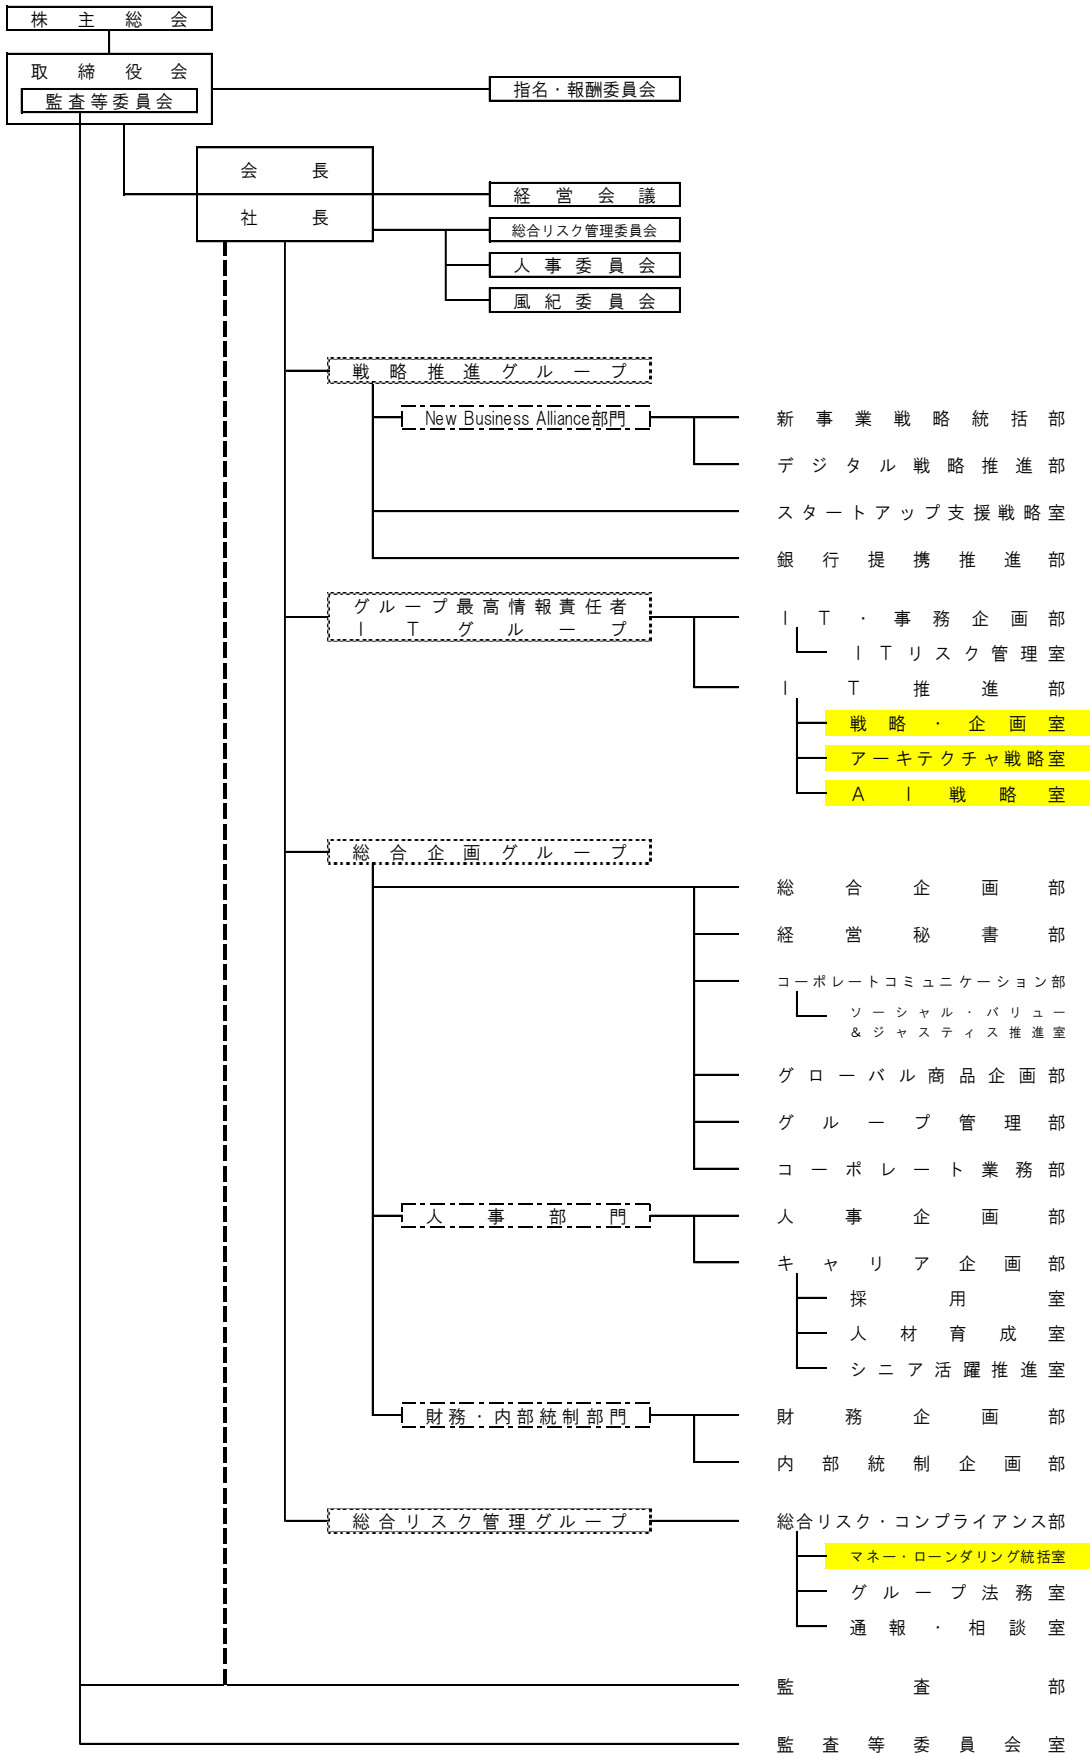 株主総会
取締役会
監査等委員会
指名・報酬委員会
会長
社長
経営会議
総合リスク管理委員会
人事委員会
風紀委員会
戦略推進グループ
New Business Alliance部門
新事業戦略統括部
デジタル戦略推進部
スタートアップ支援戦略室
銀行提携推進部
グループ最高情報責任者
ITグループ
IT・事務企画部
ITリスク管理室
IT推進部
戦略・企画室
アーキテクチャ戦略室
AI戦略室
総合企画グループ
総合企画部
経営秘書部
コーポレートコミュニケーション部
ソーシャル・バリュー
&ジャスティス推進室
グローバル商品企画部
グループ管理部
コーポレート業務部
人事部門
人事企画部
キャリア企画部
採用室
人材育成室
シニア活躍推進室
財務・内部統制部門
財務企画部
内部統制企画部
総合リスク管理グループ
総合リスク・コンプライアンス部
マネー・ローンダリング統括室
グループ法務室
通報・相談室
監査部
監査等委員会室